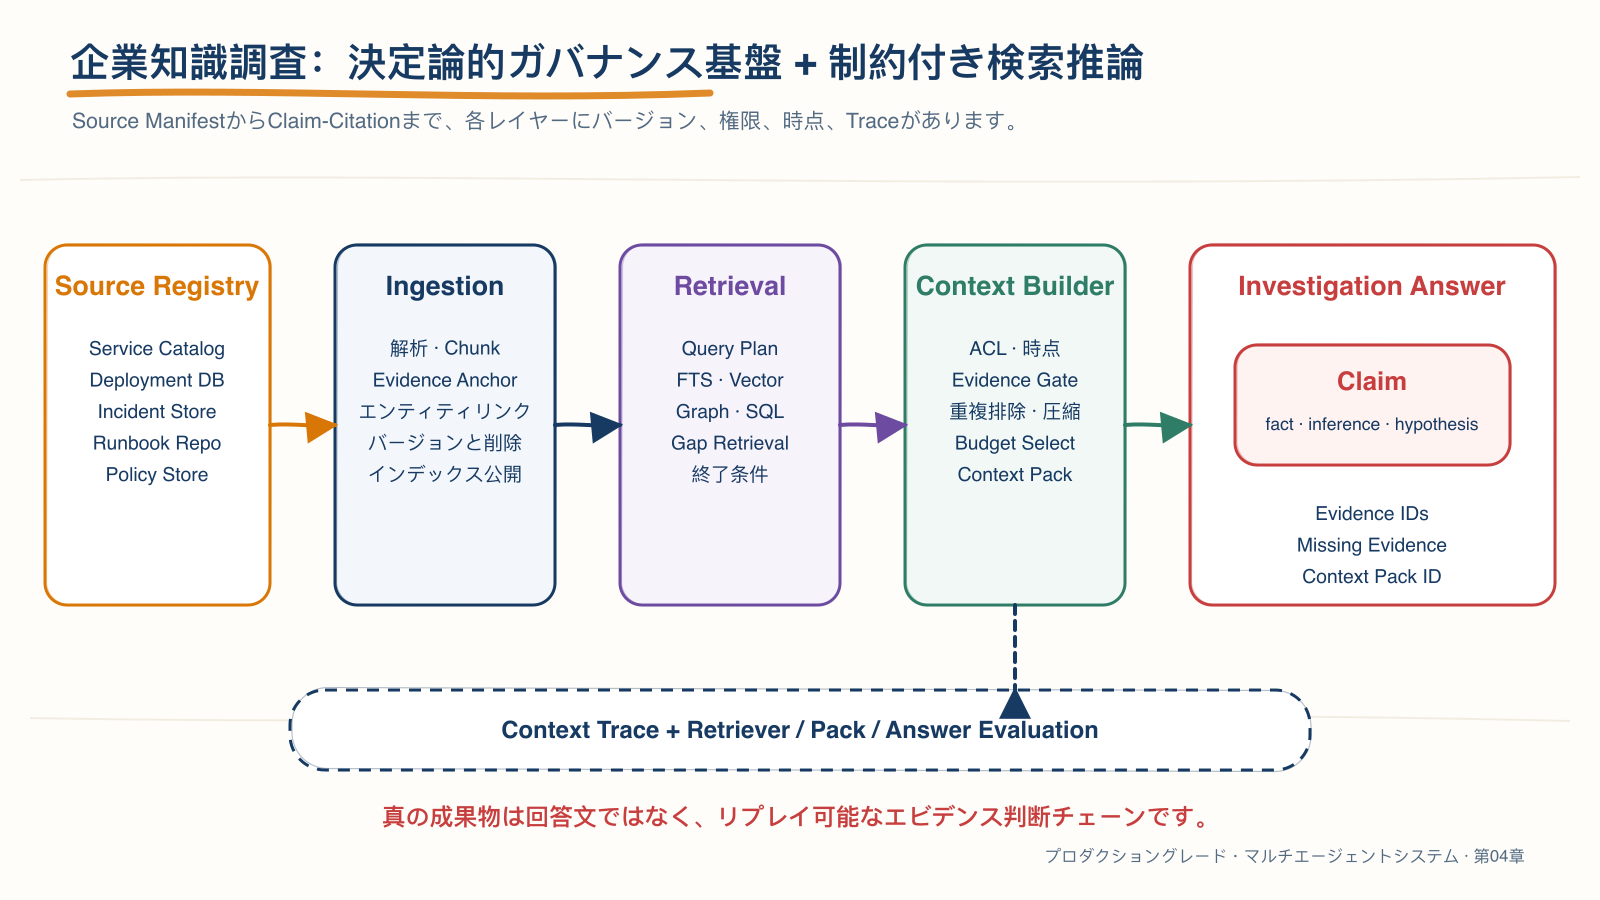 企業知識調査：決定論的ガバナンス基盤 + 制約付き検索推論
Source ManifestからClaim-Citationまで、各レイヤーにバージョン、権限、時点、Traceがあります。
Source Registry
Service Catalog
Deployment DB
Incident Store
Runbook Repo
Policy Store
Ingestion
解析 · Chunk
Evidence Anchor
エンティティリンク
バージョンと削除
インデックス公開
Retrieval
Query Plan
FTS · Vector
Graph · SQL
Gap Retrieval
終了条件
Context Builder
ACL · 時点
Evidence Gate
重複排除 · 圧縮
Budget Select
Context Pack
Investigation Answer
Claim
fact · inference · hypothesis
Evidence IDs
Missing Evidence
Context Pack ID
Context Trace + Retriever / Pack / Answer Evaluation
真の成果物は回答文ではなく、リプレイ可能なエビデンス判断チェーンです。
プロダクショングレード · マルチエージェントシステム · 第04章